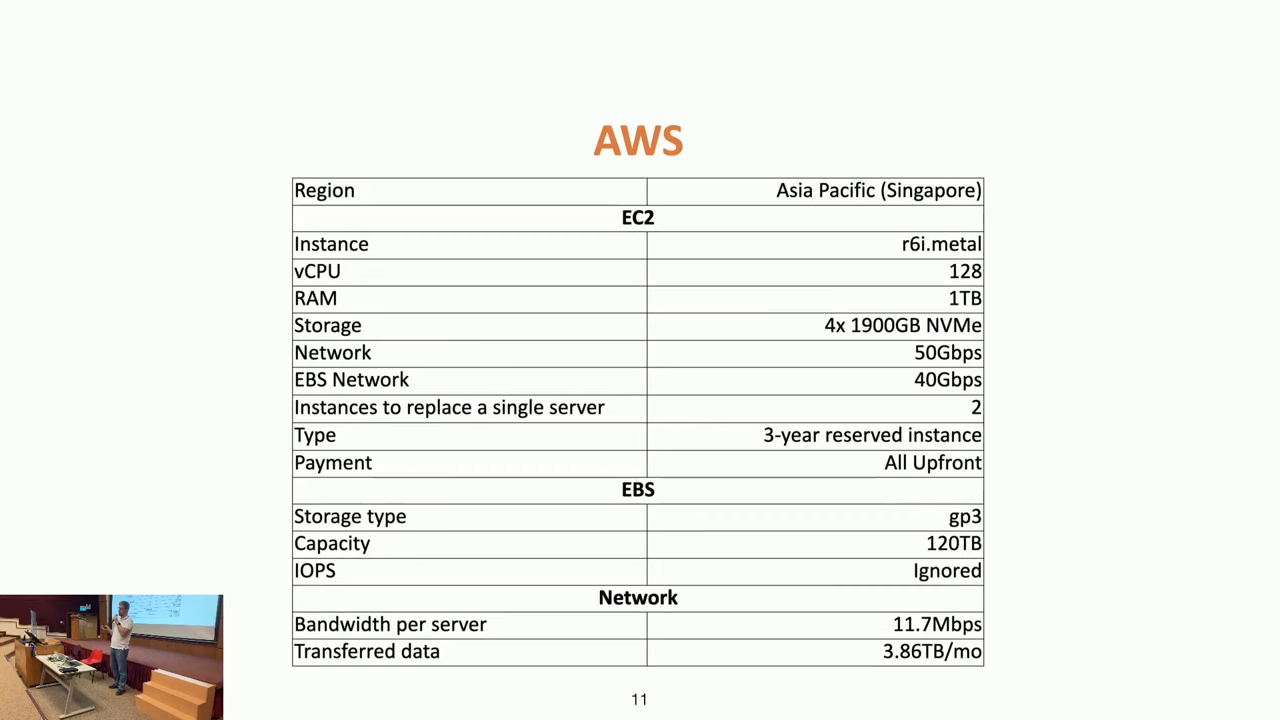 AWS
Region Asia Pacific (Singapore)
EC2
Instance r6i.metal
vCPU 128
RAM 1TB
Storage 4x 1900GB NVMe
Network 50Gbps
EBS Network 40Gbps
Instances to replace a single server 2
Type 3-year reserved instance
Payment All Upfront
EBS
Storage type gp3
Capacity 120TB
IOPS Ignored
Network
Bandwidth per server 11.7Mbps
Transferred data 3.86TB/mo
11